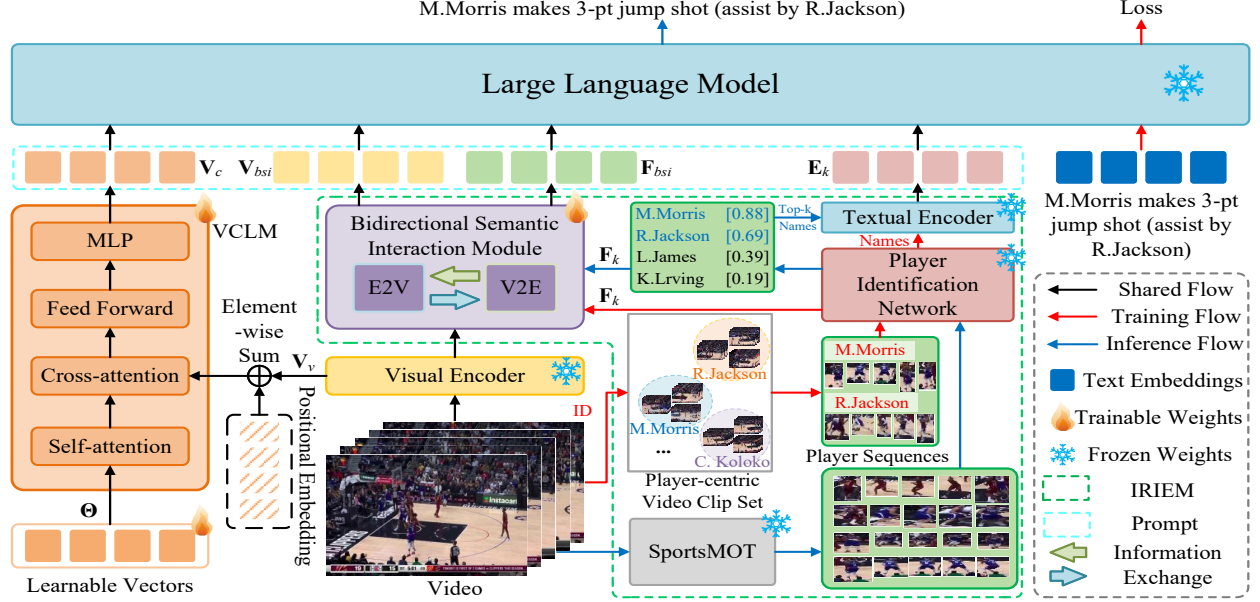 M.Morris makes 3-pt jump shot (assist by R.Jackson)
Loss
Large Language Model
V_c
V_bsi
F_bsi
E_k
M.Morris makes 3-pt
jump shot (assist by
R.Jackson)
VCLM
MLP
Feed Forward
Cross-attention
Self-attention
Θ
Learnable Vectors
Element
-wise
Sum
V_v
Positional Embedding
Bidirectional Semantic
Interaction Module
E2V
V2E
F_k
F_k
M.Morris [0.88]
R.Jackson [0.69]
L.James [0.39]
K.Lrving [0.19]
Top-k
Names
Textual Encoder
Names
Player
Identification
Network
Visual Encoder
ID
Video
R.Jackson
M.Morris
...
C. Koloko
Player-centric
Video Clip Set
M.Morris
R.Jackson
Player Sequences
SportsMOT
Shared Flow
Training Flow
Inference Flow
Text Embeddings
Trainable Weights
Frozen Weights
IRIEM
Prompt
Information
Exchange